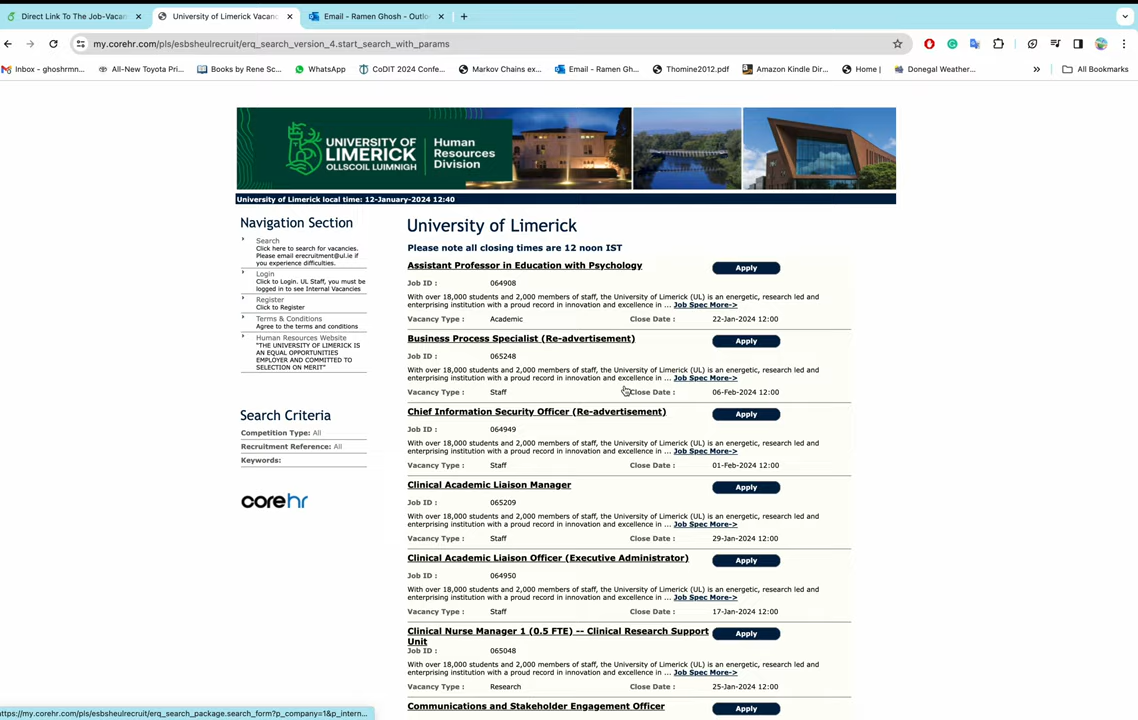 Direct Link To The Job-Vacan
University of Limerick Vacanc
Email - Ramen Ghosh - Outlo
my.corehr.com/pls/esbsheulrecruit/erq_search_version_4.start_search_with_params
Inbox - ghoshrmn...
All-New Toyota Pri...
Books by Rene Sc...
WhatsApp
CoDIT 2024 Confe...
Markov Chains ex...
Email - Ramen Gh...
Thomine2012.pdf
Amazon Kindle Dir...
Home |
Donegal Weather...
»
All Bookmarks
UNIVERSITY OF
LIMERICK
OLLSCOIL LUIMNIGH
Human
Resources
Division
University of Limerick local time: 12-January-2024 12:40
Navigation Section
Search
Click here to search for vacancies.
Please email erecruitment@ul.ie if
you experience difficulties.
Login
Click to Login. UL Staff, you must be
logged in to see Internal Vacancies
Register
Click to Register
Terms & Conditions
Agree to the terms and conditions
Human Resources Website
"THE UNIVERSITY OF LIMERICK IS
AN EQUAL OPPORTUNITIES
EMPLOYER AND COMMITTED TO
SELECTION ON MERIT"
Search Criteria
Competition Type: All
Recruitment Reference: All
Keywords:
corehr
University of Limerick
Please note all closing times are 12 noon IST
Assistant Professor in Education with Psychology
Apply
Job ID : 064908
With over 18,000 students and 2,000 members of staff, the University of Limerick (UL) is an energetic, research led and
enterprising institution with a proud record in innovation and excellence in ... Job Spec More->
Vacancy Type : Academic Close Date : 22-Jan-2024 12:00
Business Process Specialist (Re-advertisement)
Apply
Job ID : 065248
With over 18,000 students and 2,000 members of staff, the University of Limerick (UL) is an energetic, research led and
enterprising institution with a proud record in innovation and excellence in ... Job Spec More->
Vacancy Type : Staff Close Date : 06-Feb-2024 12:00
Chief Information Security Officer (Re-advertisement)
Apply
Job ID : 064949
With over 18,000 students and 2,000 members of staff, the University of Limerick (UL) is an energetic, research led and
enterprising institution with a proud record in innovation and excellence in ... Job Spec More->
Vacancy Type : Staff Close Date : 01-Feb-2024 12:00
Clinical Academic Liaison Manager
Apply
Job ID : 065209
With over 18,000 students and 2,000 members of staff, the University of Limerick (UL) is an energetic, research led and
enterprising institution with a proud record in innovation and excellence in ... Job Spec More->
Vacancy Type : Staff Close Date : 29-Jan-2024 12:00
Clinical Academic Liaison Officer (Executive Administrator)
Apply
Job ID : 064950
With over 18,000 students and 2,000 members of staff, the University of Limerick (UL) is an energetic, research led and
enterprising institution with a proud record in innovation and excellence in ... Job Spec More->
Vacancy Type : Staff Close Date : 17-Jan-2024 12:00
Clinical Nurse Manager 1 (0.5 FTE) -- Clinical Research Support
Unit
Apply
Job ID : 065048
With over 18,000 students and 2,000 members of staff, the University of Limerick (UL) is an energetic, research led and
enterprising institution with a proud record in innovation and excellence in ... Job Spec More->
Vacancy Type : Research Close Date : 25-Jan-2024 12:00
Communications and Stakeholder Engagement Officer
Apply
https://my.corehr.com/pls/esbsheulrecruit/erq_search_package.search_form?p_company=1&p_intern...